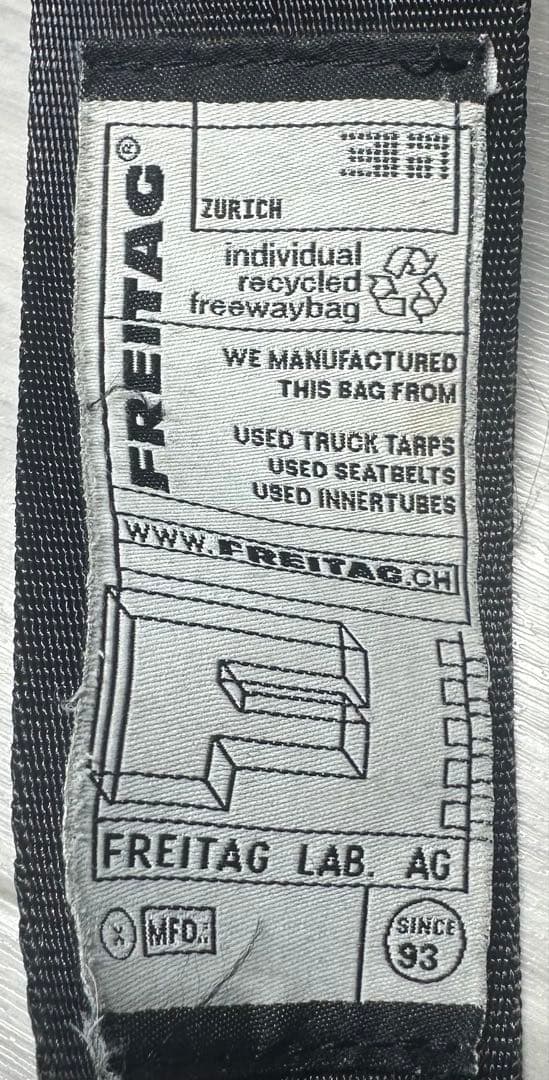 FREITAG®
ZURICH
individual
recycled
freewaybag
WE MANUFACTURED
THIS BAG FROM
USED TRUCK TARPS
USED SEATBELTS
USED INNERTUBES
WWW.FREITAG.CH
FREITAG LAB. AG
X MFD.
SINCE
93